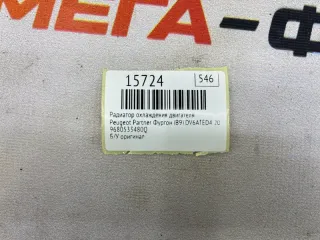 МЕГА-
15724
546
Радиатор охлаждения двигателя
Peugeot Partner Фургон (B9) DV6ATED4 20
9680533480Q
Б/У оригинал